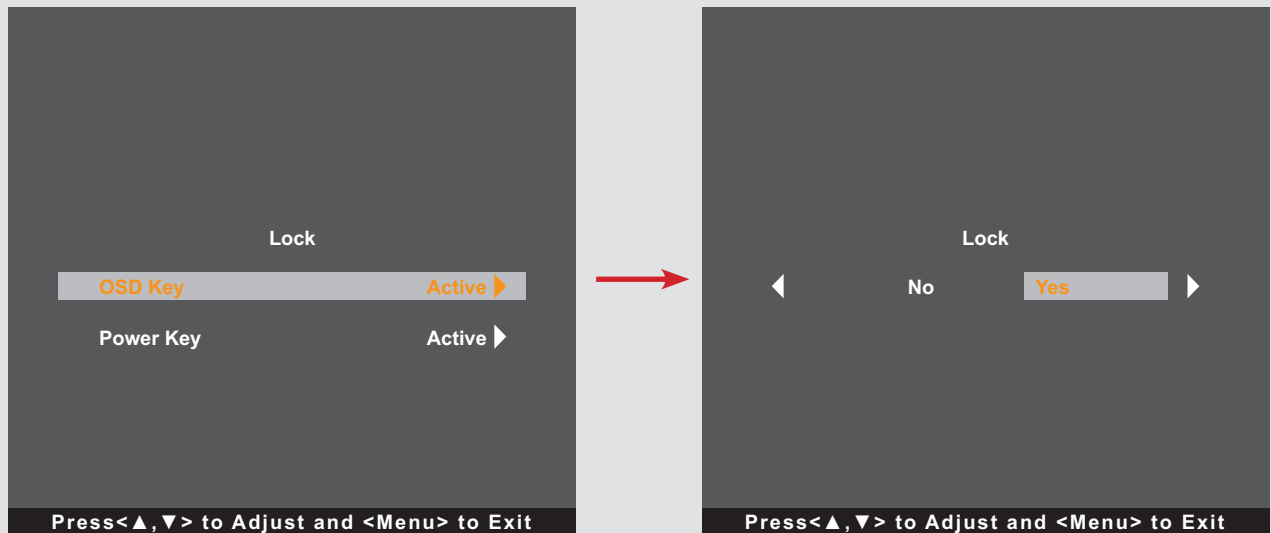 Lock
OSD Key Active
Power Key Active
Press<▲,▼> to Adjust and <Menu> to Exit
Lock
No Yes
Press<▲,▼> to Adjust and <Menu> to Exit